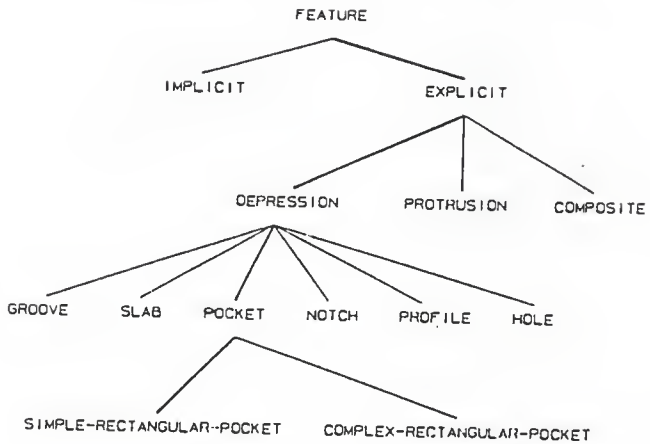 FEATURE
IMPLICIT EXPLICIT
DEPRESSION PROTRUSION COMPOSITE
GROOVE SLAB POCKET NOTCH PROFILE HOLE
SIMPLE-RECTANGULAR-POCKET COMPLEX-RECTANGULAR-POCKET